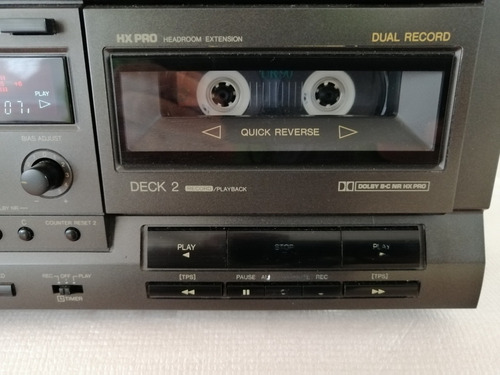 HX PRO HEADROOM EXTENSION
DUAL RECORD
PLAY
BIAS ADJUST
QUICK REVERSE
DECK 2 RECORD/PLAYBACK
DOLBY B-C NR HX PRO
- +
C COUNTER RESET 2
PLAY STOP PLAY
[TPS] PAUSE REC [TPS]
REC OFF PLAY
TIMER